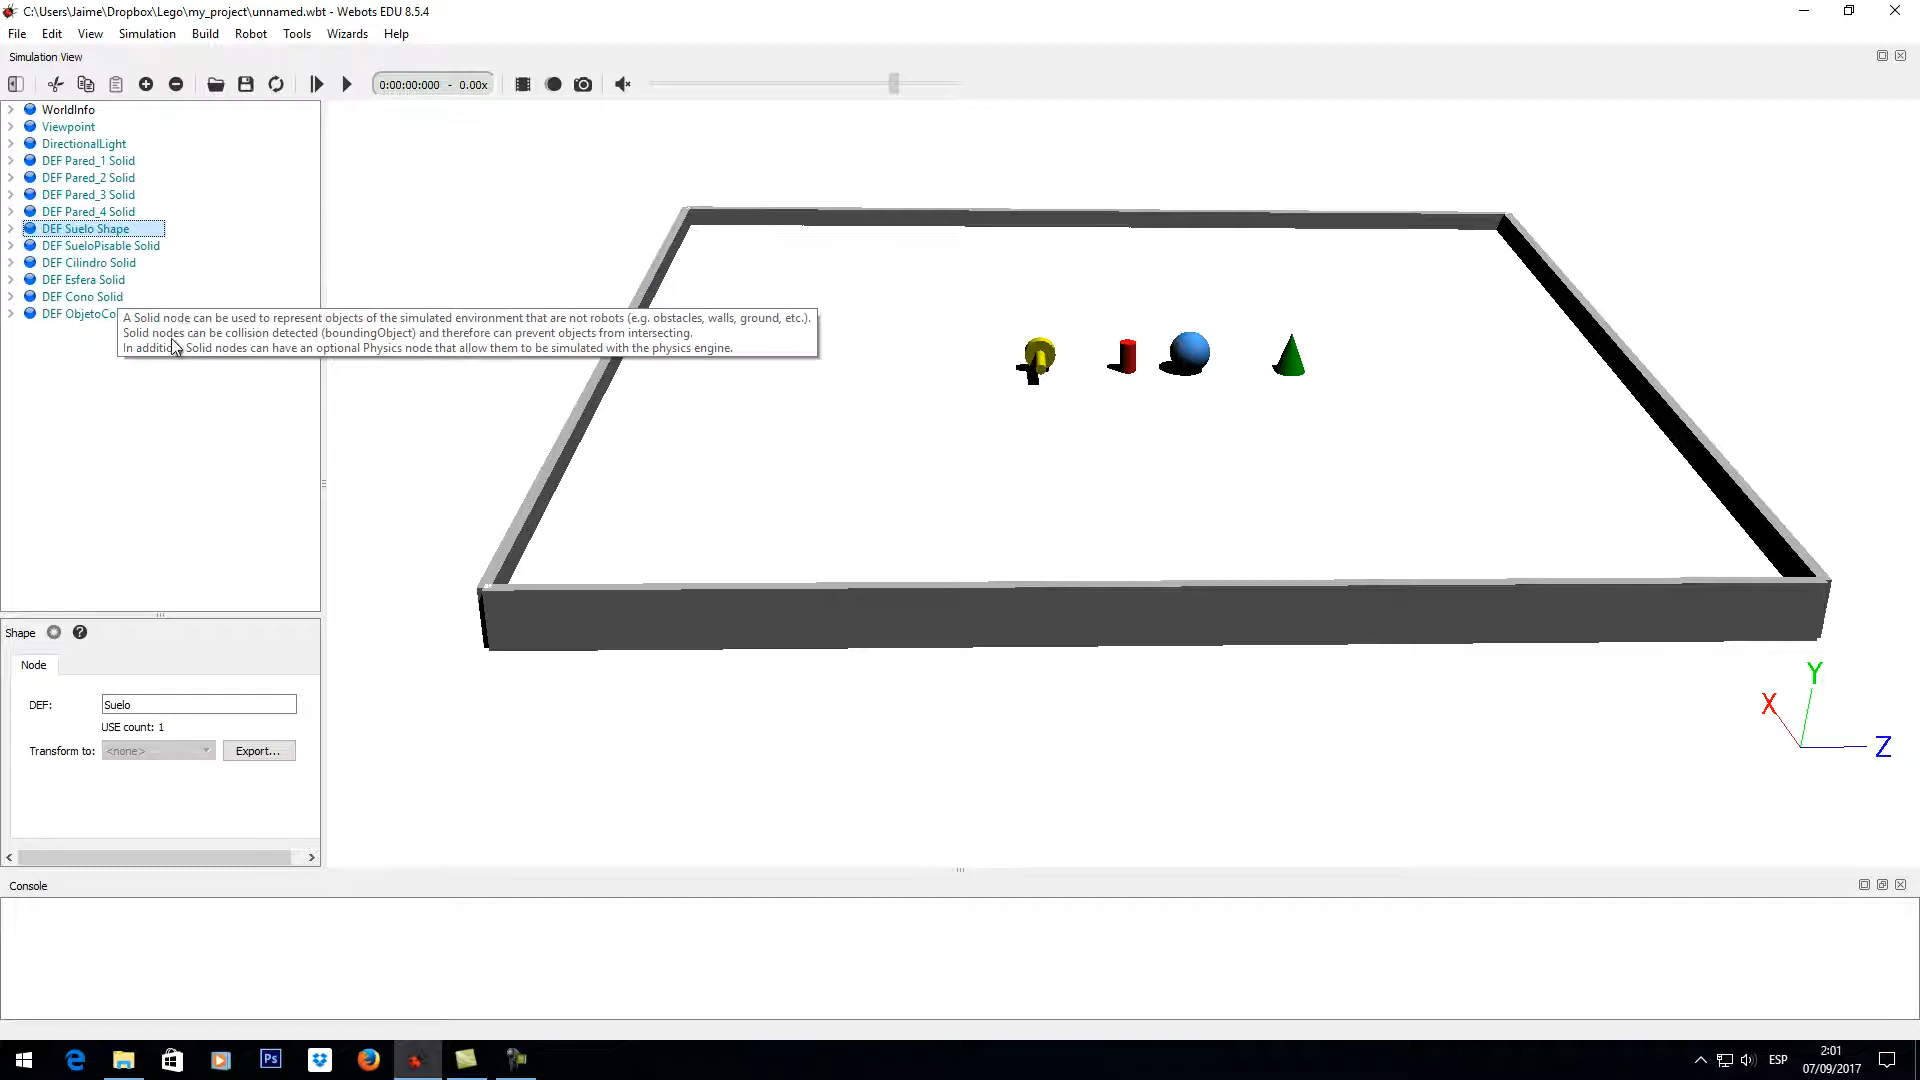 C:\Users\Jaime\Dropbox\Lego\my_project\unnamed.wbt - Webots EDU 8.5.4
File Edit View Simulation Build Robot Tools Wizards Help
Simulation View
0:00:00:000 - 0.00x
WorldInfo
Viewpoint
DirectionalLight
DEF Pared_1 Solid
DEF Pared_2 Solid
DEF Pared_3 Solid
DEF Pared_4 Solid
DEF Suelo Shape
DEF SueloPisable Solid
DEF Cilindro Solid
DEF Esfera Solid
DEF Cono Solid
DEF ObjetoCo
A Solid node can be used to represent objects of the simulated environment that are not robots (e.g. obstacles, walls, ground, etc.).
Solid nodes can be collision detected (boundingObject) and therefore can prevent objects from intersecting.
In addition Solid nodes can have an optional Physics node that allow them to be simulated with the physics engine.
Y
X
Z
Shape
Node
DEF: Suelo
USE count: 1
Transform to: <none> Export...
Console
Ps
ESP
2:01
07/09/2017